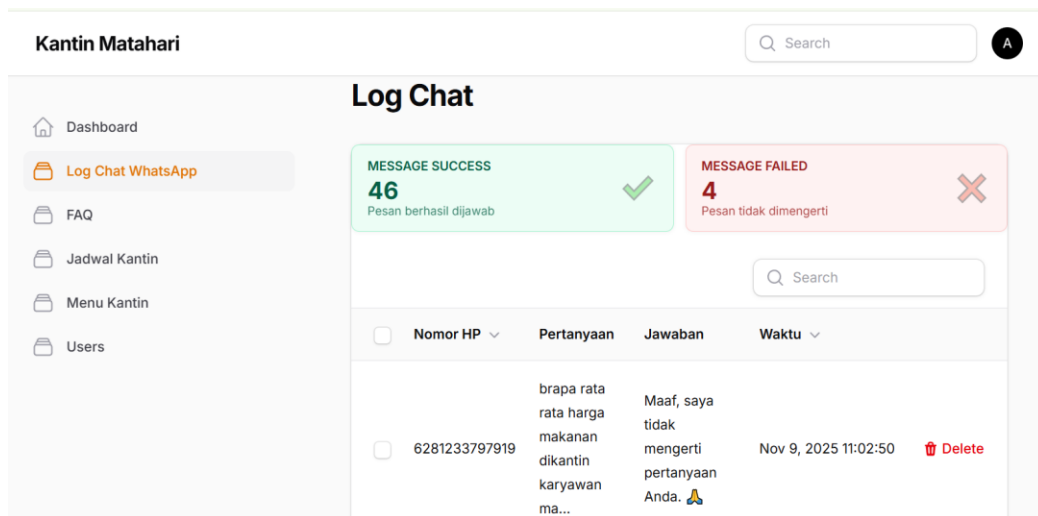 Kantin Matahari
Search
A
Dashboard
Log Chat WhatsApp
FAQ
Jadwal Kantin
Menu Kantin
Users
Log Chat
MESSAGE SUCCESS
46
Pesan berhasil dijawab
MESSAGE FAILED
4
Pesan tidak dimengerti
Search
Nomor HP
Pertanyaan
Jawaban
Waktu
6281233797919
brapa rata
rata harga
makanan
dikantin
karyawan
ma...
Maaf, saya
tidak
mengerti
pertanyaan
Anda. 🙏
Nov 9, 2025 11:02:50
Delete